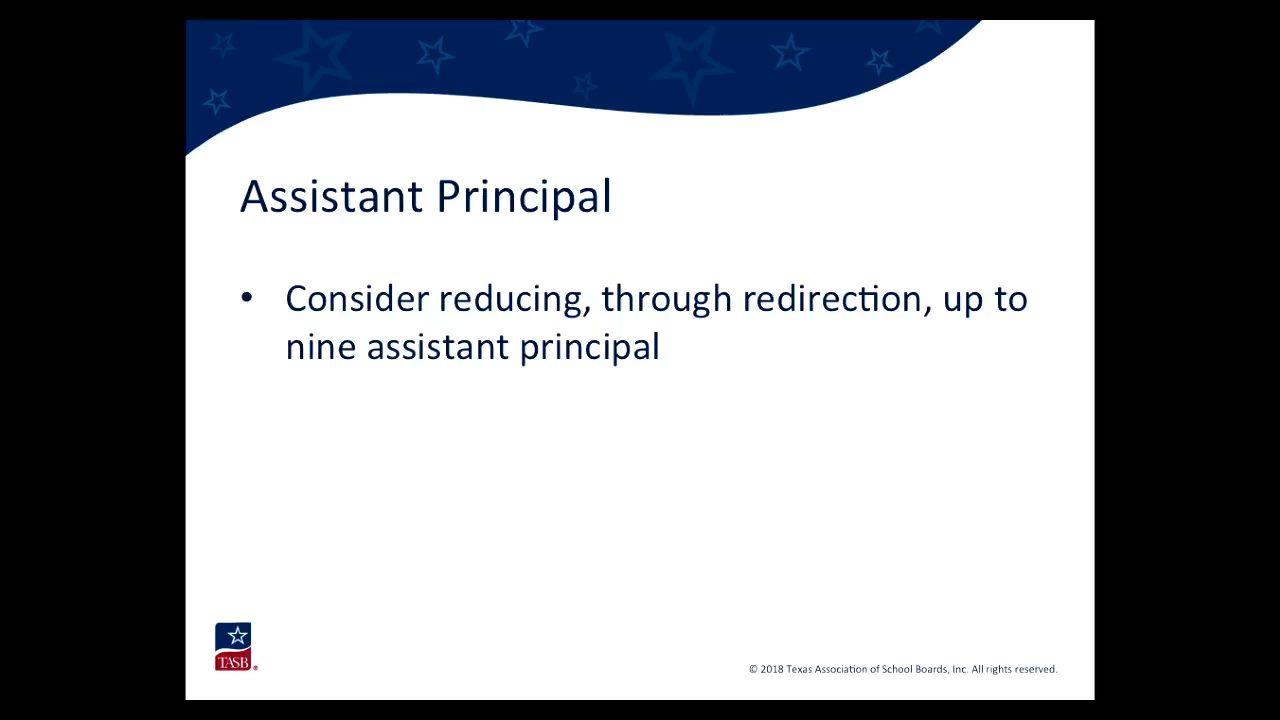 Assistant Principal
• Consider reducing, through redirection, up to
nine assistant principal
TASB®
© 2018 Texas Association of School Boards, Inc. All rights reserved.